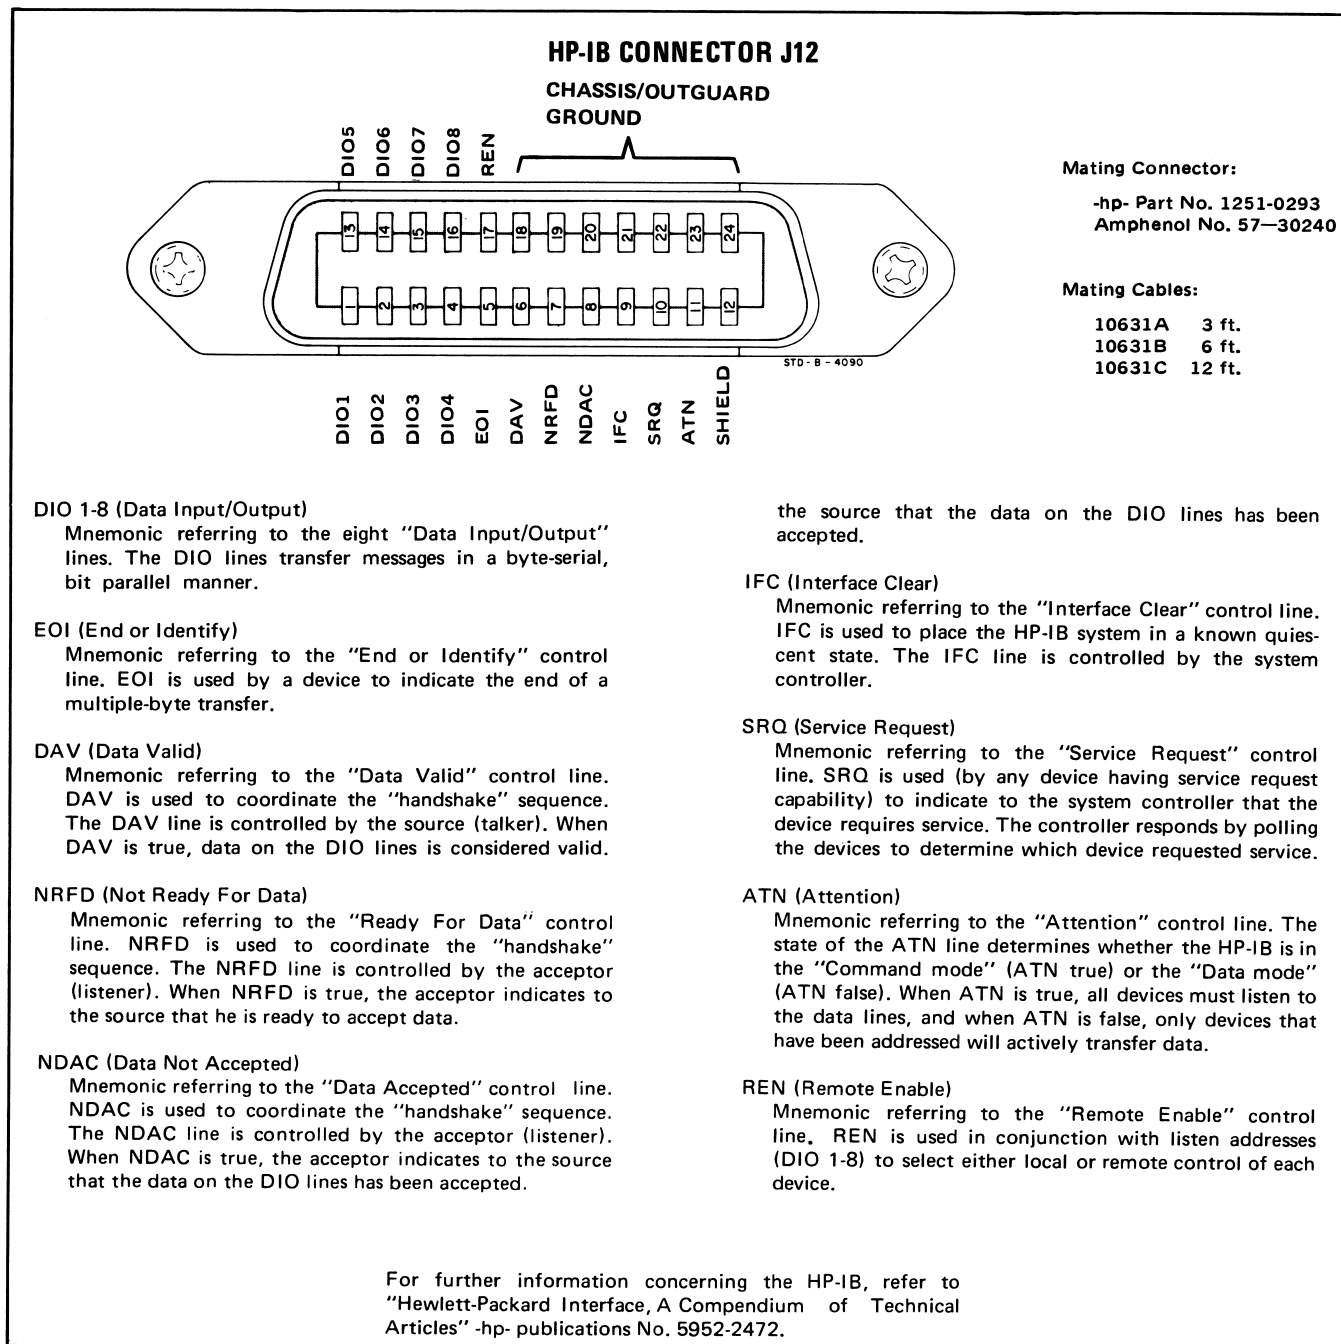 HP-IB CONNECTOR J12
CHASSIS/OUTGUARD
GROUND
DIO5
DIO6
DIO7
DIO8
REN
13
14
15
16
17
18
19
20
21
22
23
24
1
2
3
4
5
6
7
8
9
10
11
12
STD-B-4090
DIO1
DIO2
DIO3
DIO4
EOI
DAV
NRFD
NDAC
IFC
SRQ
ATN
SHIELD
Mating Connector:
-hp- Part No. 1251-0293
Amphenol No. 57—30240
Mating Cables:
10631A 3 ft.
10631B 6 ft.
10631C 12 ft.
DIO 1-8 (Data Input/Output)
Mnemonic referring to the eight "Data Input/Output"
lines. The DIO lines transfer messages in a byte-serial,
bit parallel manner.
EOI (End or Identify)
Mnemonic referring to the "End or Identify" control
line. EOI is used by a device to indicate the end of a
multiple-byte transfer.
DAV (Data Valid)
Mnemonic referring to the "Data Valid" control line.
DAV is used to coordinate the "handshake" sequence.
The DAV line is controlled by the source (talker). When
DAV is true, data on the DIO lines is considered valid.
NRFD (Not Ready For Data)
Mnemonic referring to the "Ready For Data" control
line. NRFD is used to coordinate the "handshake"
sequence. The NRFD line is controlled by the acceptor
(listener). When NRFD is true, the acceptor indicates to
the source that he is ready to accept data.
NDAC (Data Not Accepted)
Mnemonic referring to the "Data Accepted" control line.
NDAC is used to coordinate the "handshake" sequence.
The NDAC line is controlled by the acceptor (listener).
When NDAC is true, the acceptor indicates to the source
that the data on the DIO lines has been accepted.
the source that the data on the DIO lines has been
accepted.
IFC (Interface Clear)
Mnemonic referring to the "Interface Clear" control line.
IFC is used to place the HP-IB system in a known quies-
cent state. The IFC line is controlled by the system
controller.
SRQ (Service Request)
Mnemonic referring to the "Service Request" control
line. SRQ is used (by any device having service request
capability) to indicate to the system controller that the
device requires service. The controller responds by polling
the devices to determine which device requested service.
ATN (Attention)
Mnemonic referring to the "Attention" control line. The
state of the ATN line determines whether the HP-IB is in
the "Command mode" (ATN true) or the "Data mode"
(ATN false). When ATN is true, all devices must listen to
the data lines, and when ATN is false, only devices that
have been addressed will actively transfer data.
REN (Remote Enable)
Mnemonic referring to the "Remote Enable" control
line. REN is used in conjunction with listen addresses
(DIO 1-8) to select either local or remote control of each
device.
For further information concerning the HP-IB, refer to
"Hewlett-Packard Interface, A Compendium of Technical
Articles" -hp- publications No. 5952-2472.